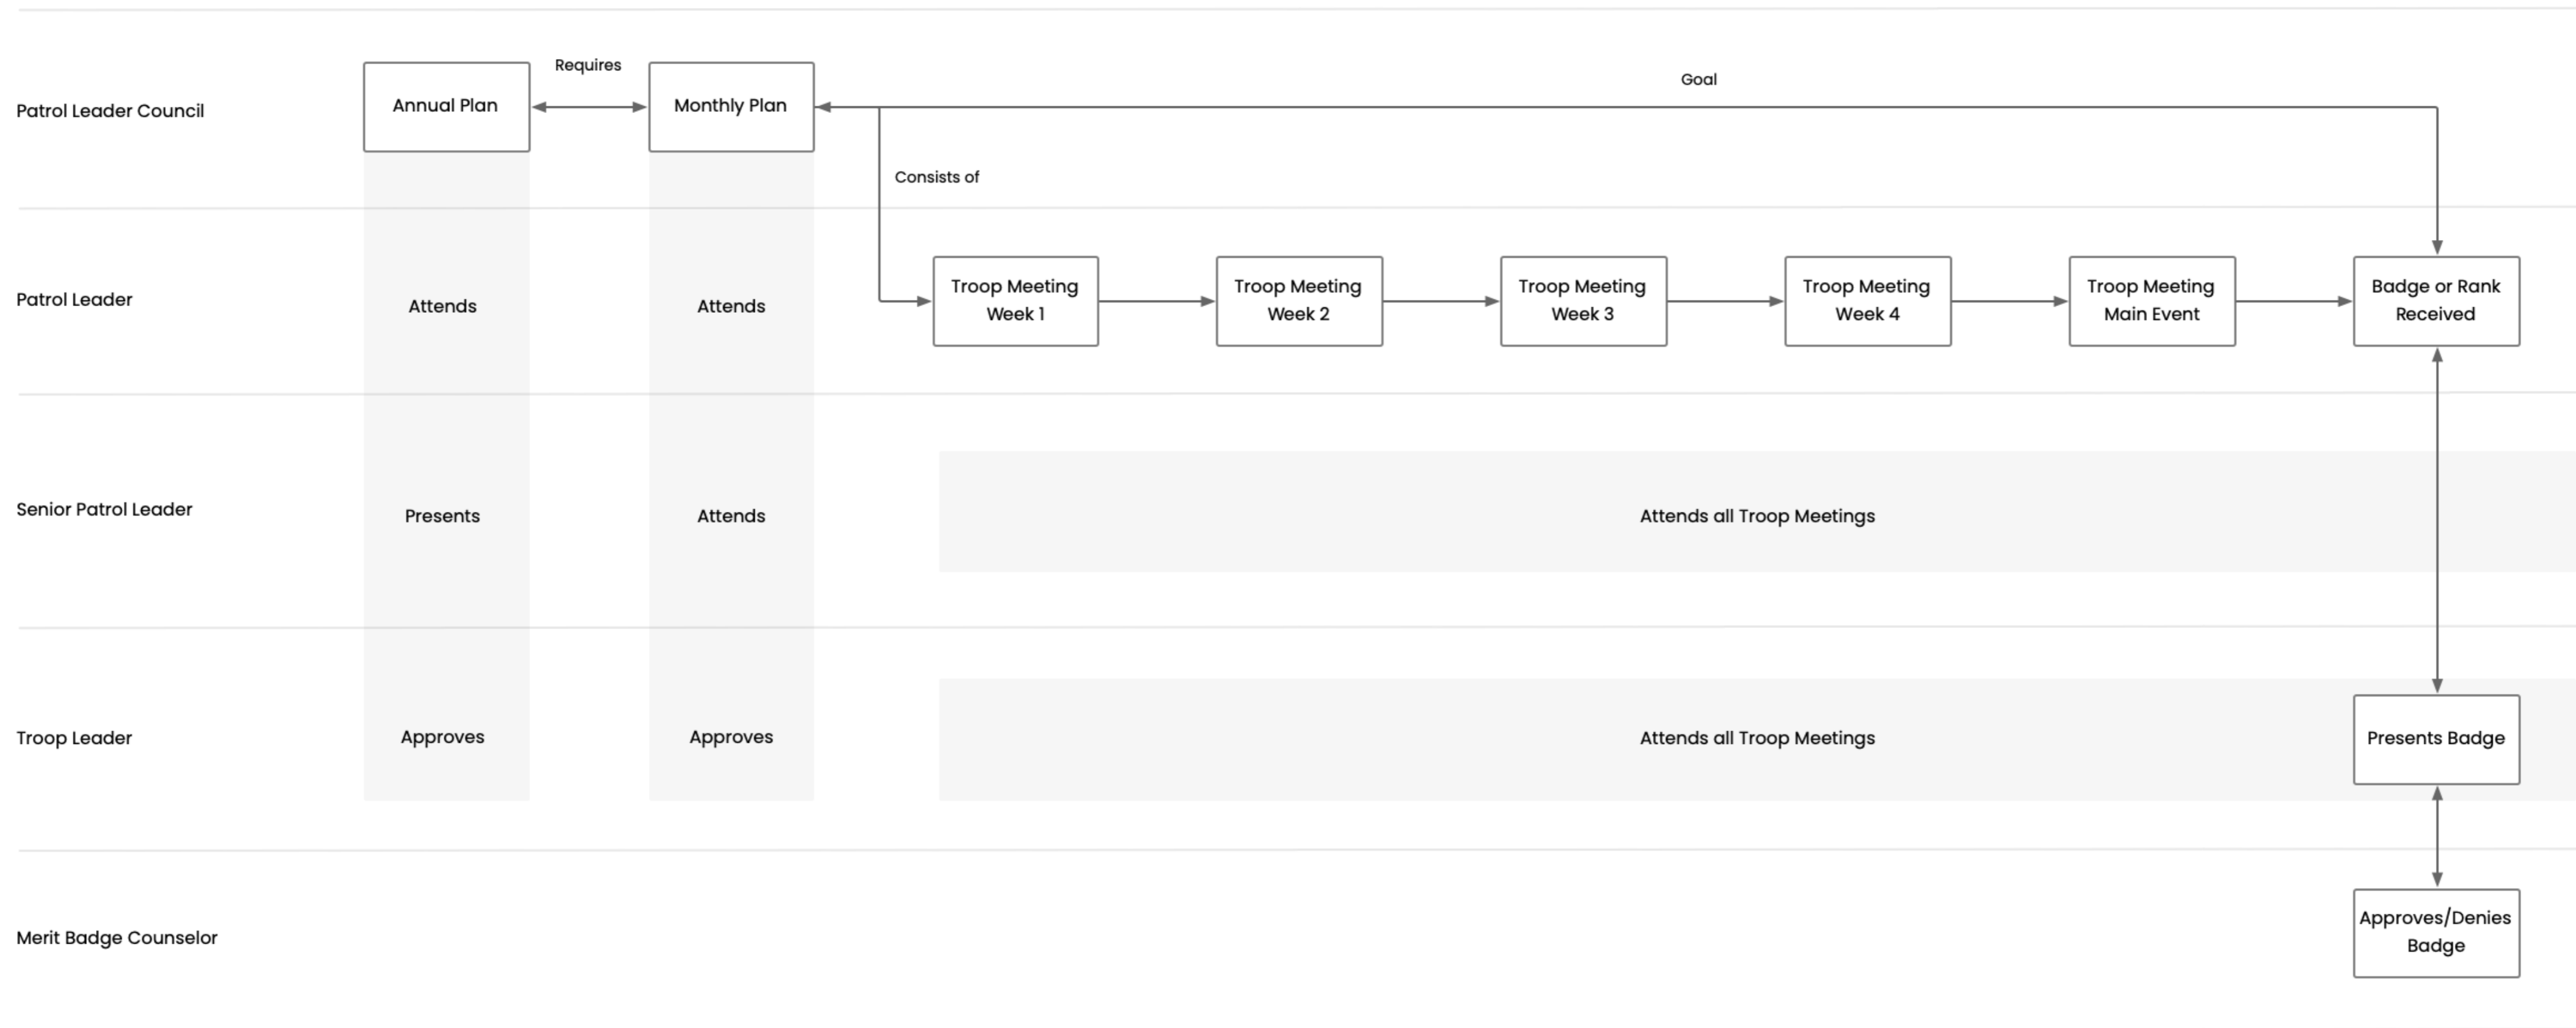 Requires
Goal
Patrol Leader Council
Annual Plan
Monthly Plan
Consists of
Patrol Leader
Attends
Attends
Troop Meeting
Week 1
Troop Meeting
Week 2
Troop Meeting
Week 3
Troop Meeting
Week 4
Troop Meeting
Main Event
Badge or Rank
Received
Senior Patrol Leader
Presents
Attends
Attends all Troop Meetings
Troop Leader
Approves
Approves
Attends all Troop Meetings
Presents Badge
Merit Badge Counselor
Approves/Denies
Badge